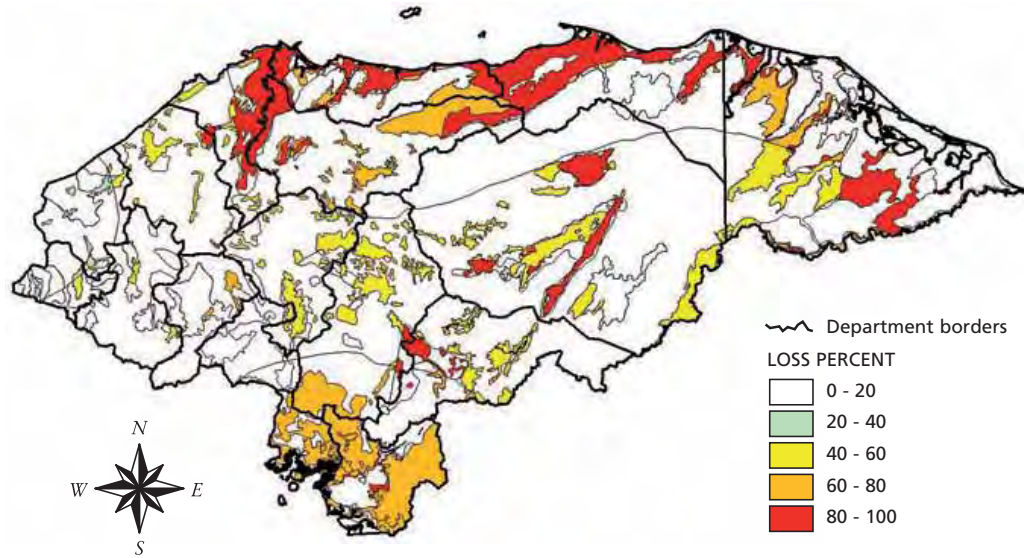 Department borders
LOSS PERCENT
0 - 20
20 - 40
40 - 60
60 - 80
80 - 100
N
W E
S